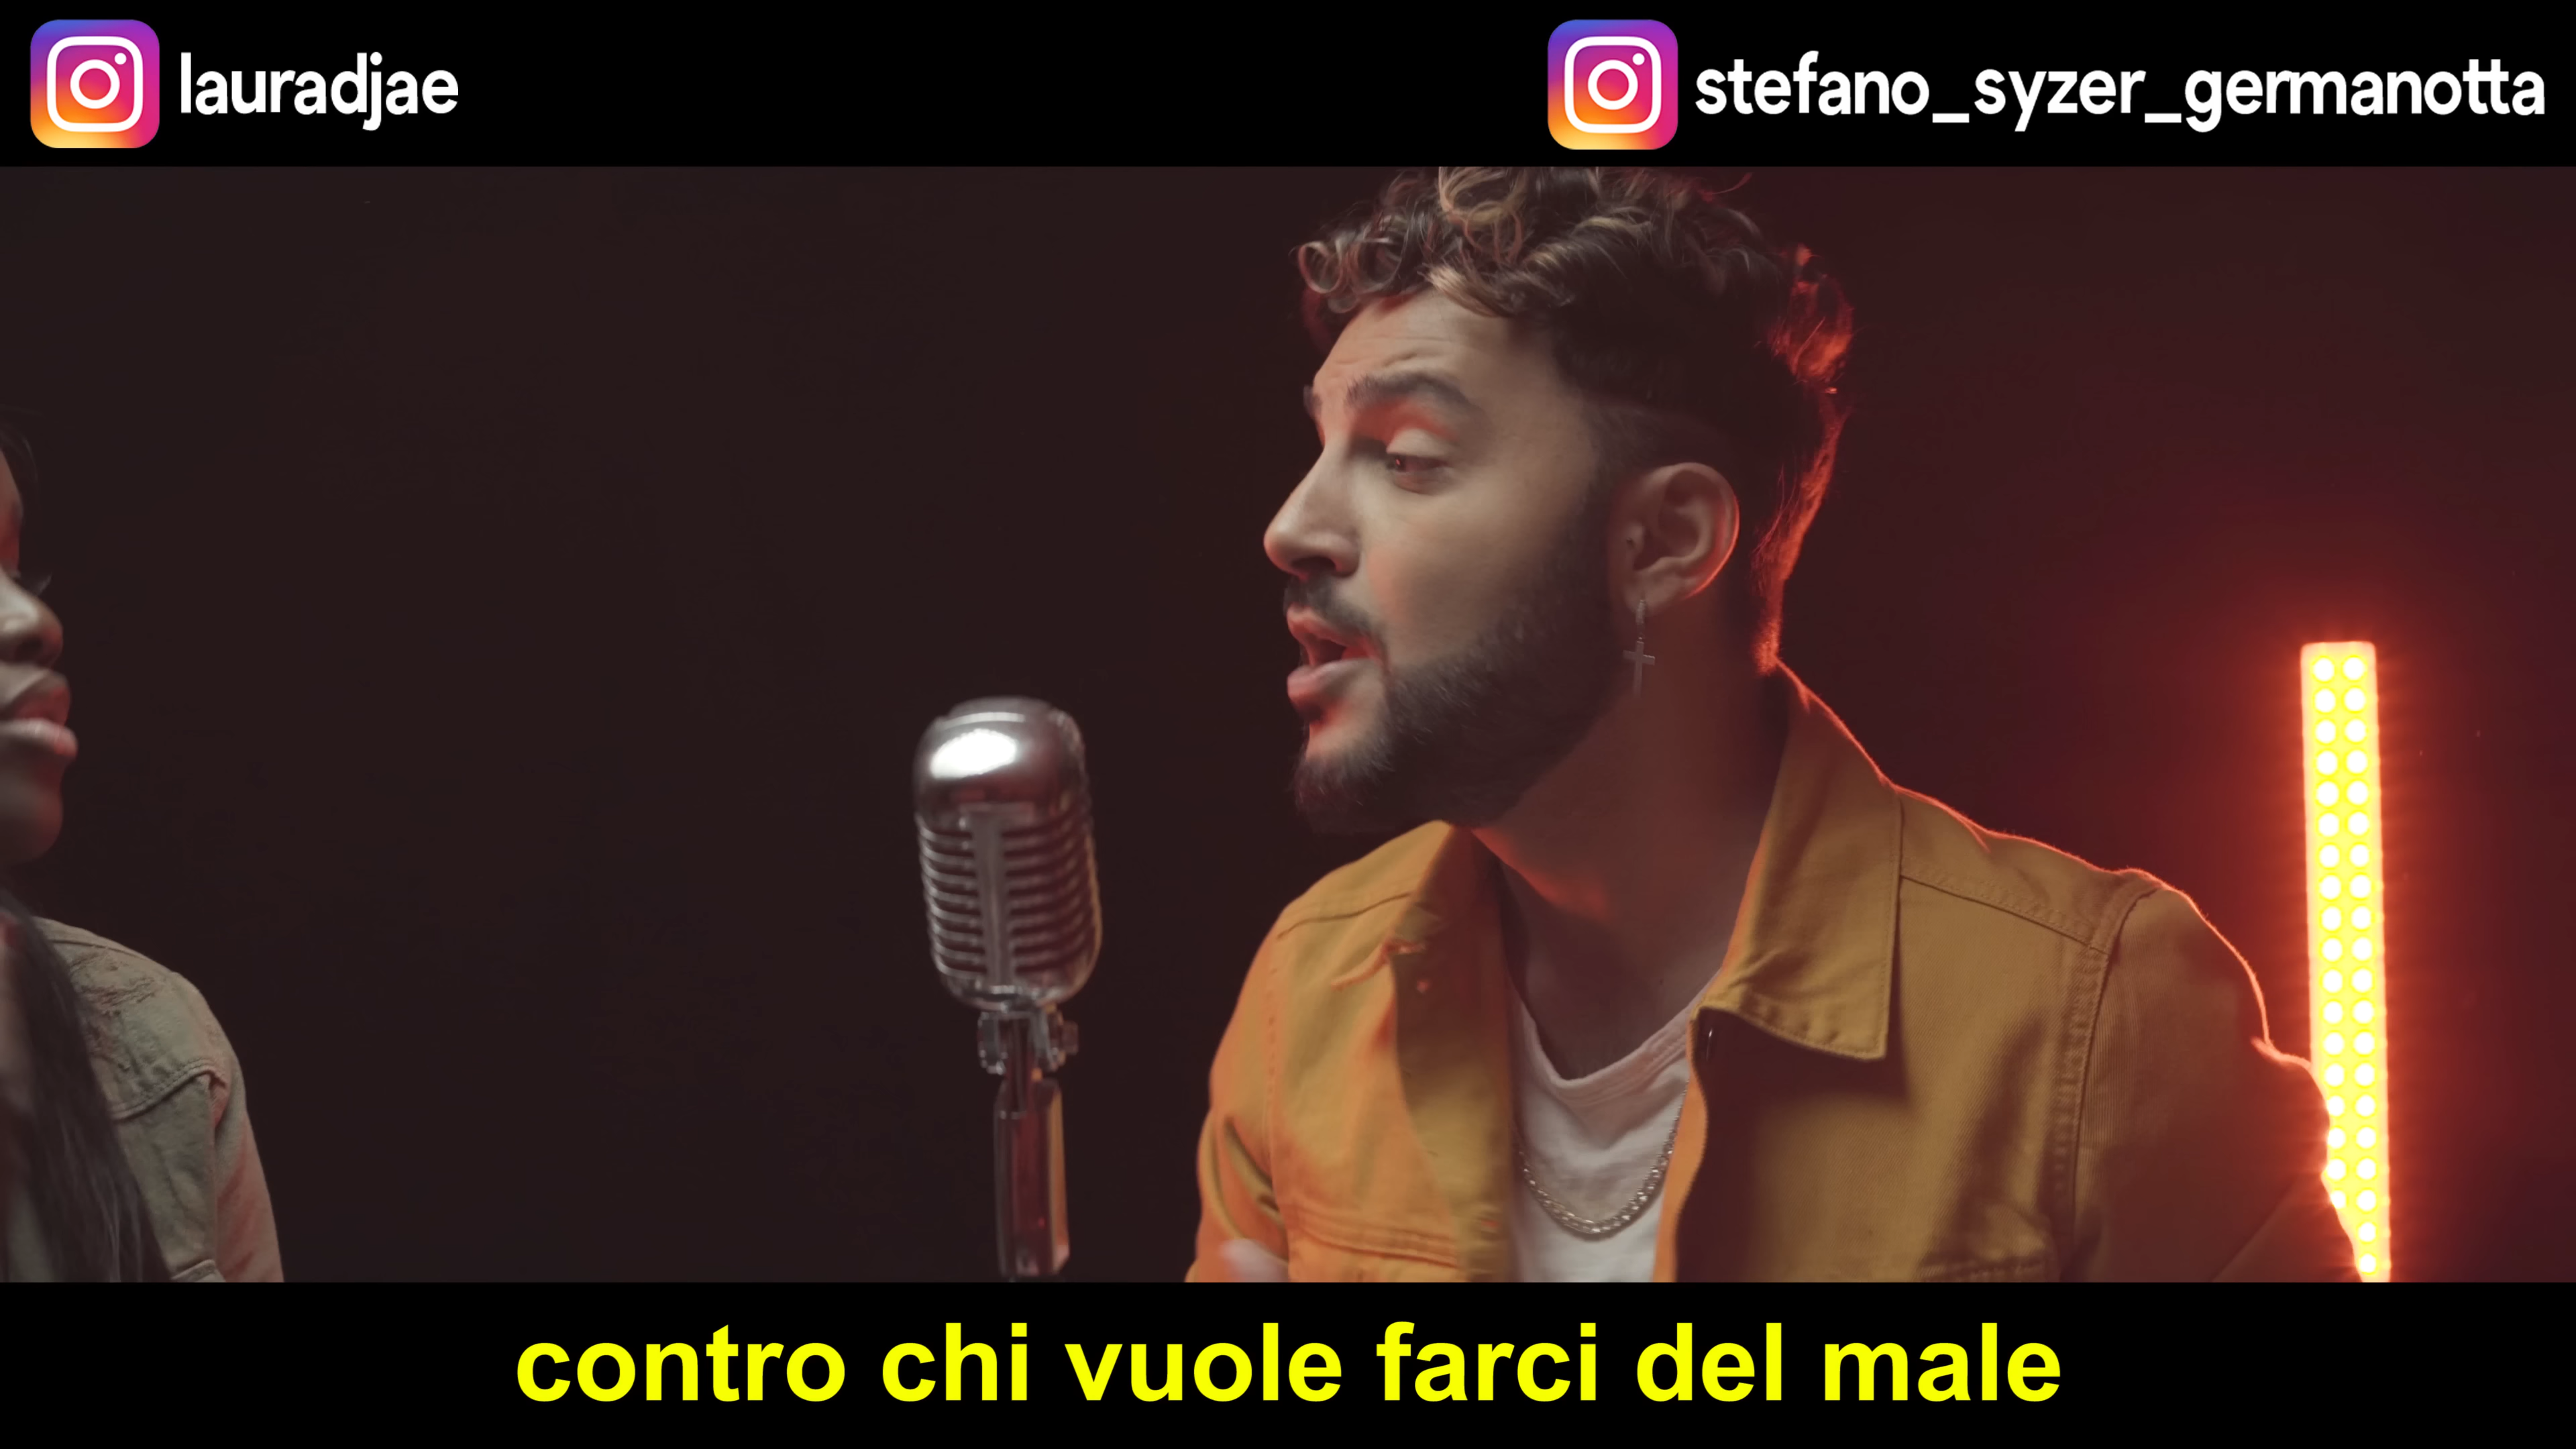 lauradjae
stefano_syzer_germanotta
contro chi vuole farci del male